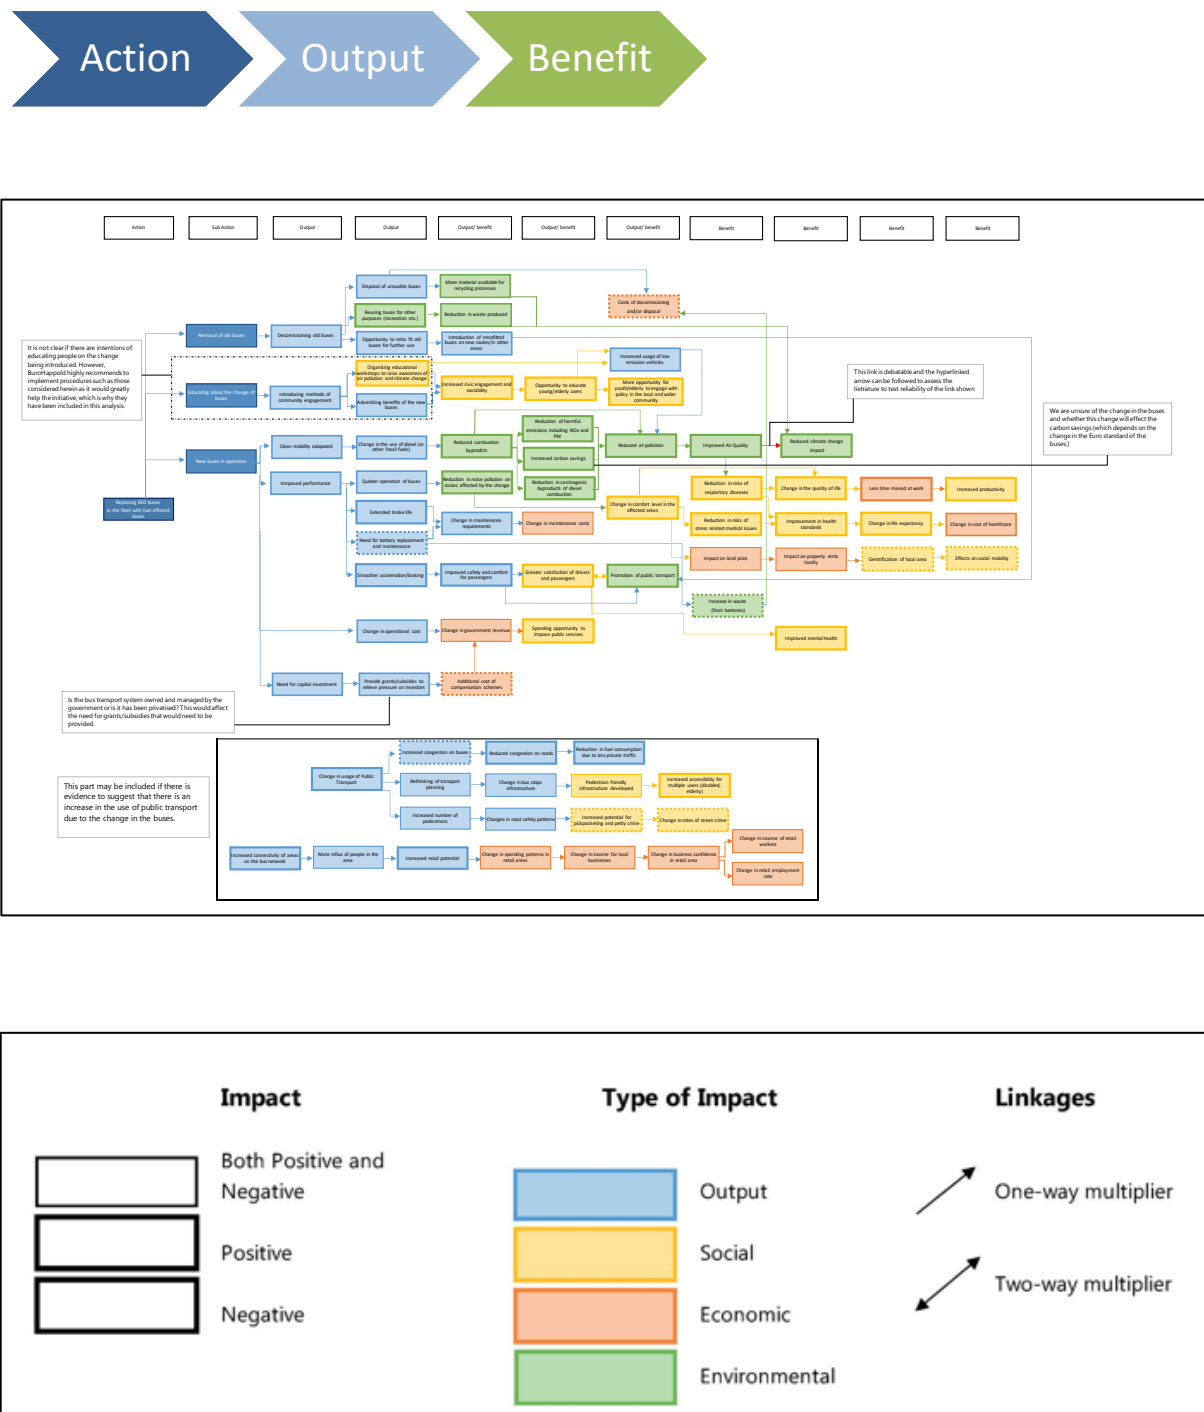 Action
Output
Benefit
Action
Sub Action
Output
Output
Output/ benefit
Output/ benefit
Output/ benefit
Benefit
Benefit
Benefit
Benefit
Disposal of unusable buses
More material available for
recycling processes
Costs of decomissioning
and/or disposal
Reusing buses for other
purposes (recreation etc.)
Reduction in waste produced
Removal of old buses
Decomissioning old buses
Opportunity to retro fit old
buses for further use
Introduction of retrofitted
buses on new routes/in other
areas
It is not clear if there are intentions of
educating people on the change
being introduced. However,
BuroHappold highly recommends to
implement procedures such as those
considered herein as it would greatly
help the initiative, which is why they
have been included in this analysis.
Increased usage of low
emission vehicles
Organising educational
workshops to raise awareness of
air pollution and climate change
Educating about the change of
buses
Introducing methods of
community engagement
Advertising benefits of the new
buses
Increased civic engagement and
sociability
Opportunity to educate
young/elderly users
More opportunity for
youth/elderly to engage with
policy in the local and wider
community
This link is debatable and the hyperlinked
arrow can be followed to assess the
lietrature to test reliability of the link shown
We are unsure of the change in the buses
and whether this change will effect the
carbon savings (which depends on the
change in the Euro standard of the
buses.)
New buses in operation
Clean mobility adopated
Change in the use of diesel (or
other fossil fuels)
Reduced combustion
byprodcts
Reduction of harmful
emissions including NOx and
PM
Increased carbon savings
Reduction in carcinogenic
byproducts of diesel
combustion
Reduced air pollution
Improved Air Quality
Reduced climate change
impact
Improved performance
Quieter operation of buses
Reduction in noise pollution on
routes affected by the change
Reduction in risks of
respiartory diseases
Change in the quality of life
Less time missed at work
Increased productivity
Replacing 850 buses
in the fleet with fuel efficient
buses
Extended brake life
Change in maintenance
requirements
Change in maintenance costs
Change in comfort level in the
affected areas
Reduction in risks of
stress related medical issues
Improvement in health
standards
Change in life expectancy
Change in cost of healthcare
Need for battery replacement
and maintenance
Impact on land price
Impact on property rents
locally
Gentrification of local area
Effects on social mobility
Smoother acceleration/braking
Improved safety and comfort
for passengers
Greater satisfaction of drivers
and passengers
Promotion of public transport
Increase in waste
(from batteries)
Change in operational cost
Change in government revenue
Spending opportunity to
impove public services
Improved mental health
Need for capital investment
Provide grants/subsidies to
relieve pressure on investors
Additional cost of
compensation schemes
Is the bus transport system owned and managed by the
government or is it has been privatised? This would affect
the need for grants/subsidies that would need to be
provided.
This part may be included if there is
evidence to suggest that there is an
increase in the use of public transport
due to the change in the buses.
Increased congestion on buses
Reduced congestion on roads
Reduction in fuel consumption
due to less private traffic
Change in usage of Public
Transport
Rethinking of transport
planning
Change in bus stops
infrastructure
Pedestrian friendly
infrastructure developed
Increased accessibility for
multiple users (disabled,
elderly)
Increased number of
pedestrians
Changes in road safety patterns
Increased potential for
pickpocketing and petty crime
Change in rates of street crime
Increased connectivity of areas
on the bus network
More influx of people in the
area
Increased retail potential
Change in spending patterns in
retail areas
Change in income for local
businesses
Change in business confidence
in retail area
Change in income of retail
workers
Change in retail employment
rate
Impact
Type of Impact
Linkages
Both Positive and
Negative
Positive
Negative
Output
Social
Economic
Environmental
One-way multiplier
Two-way multiplier